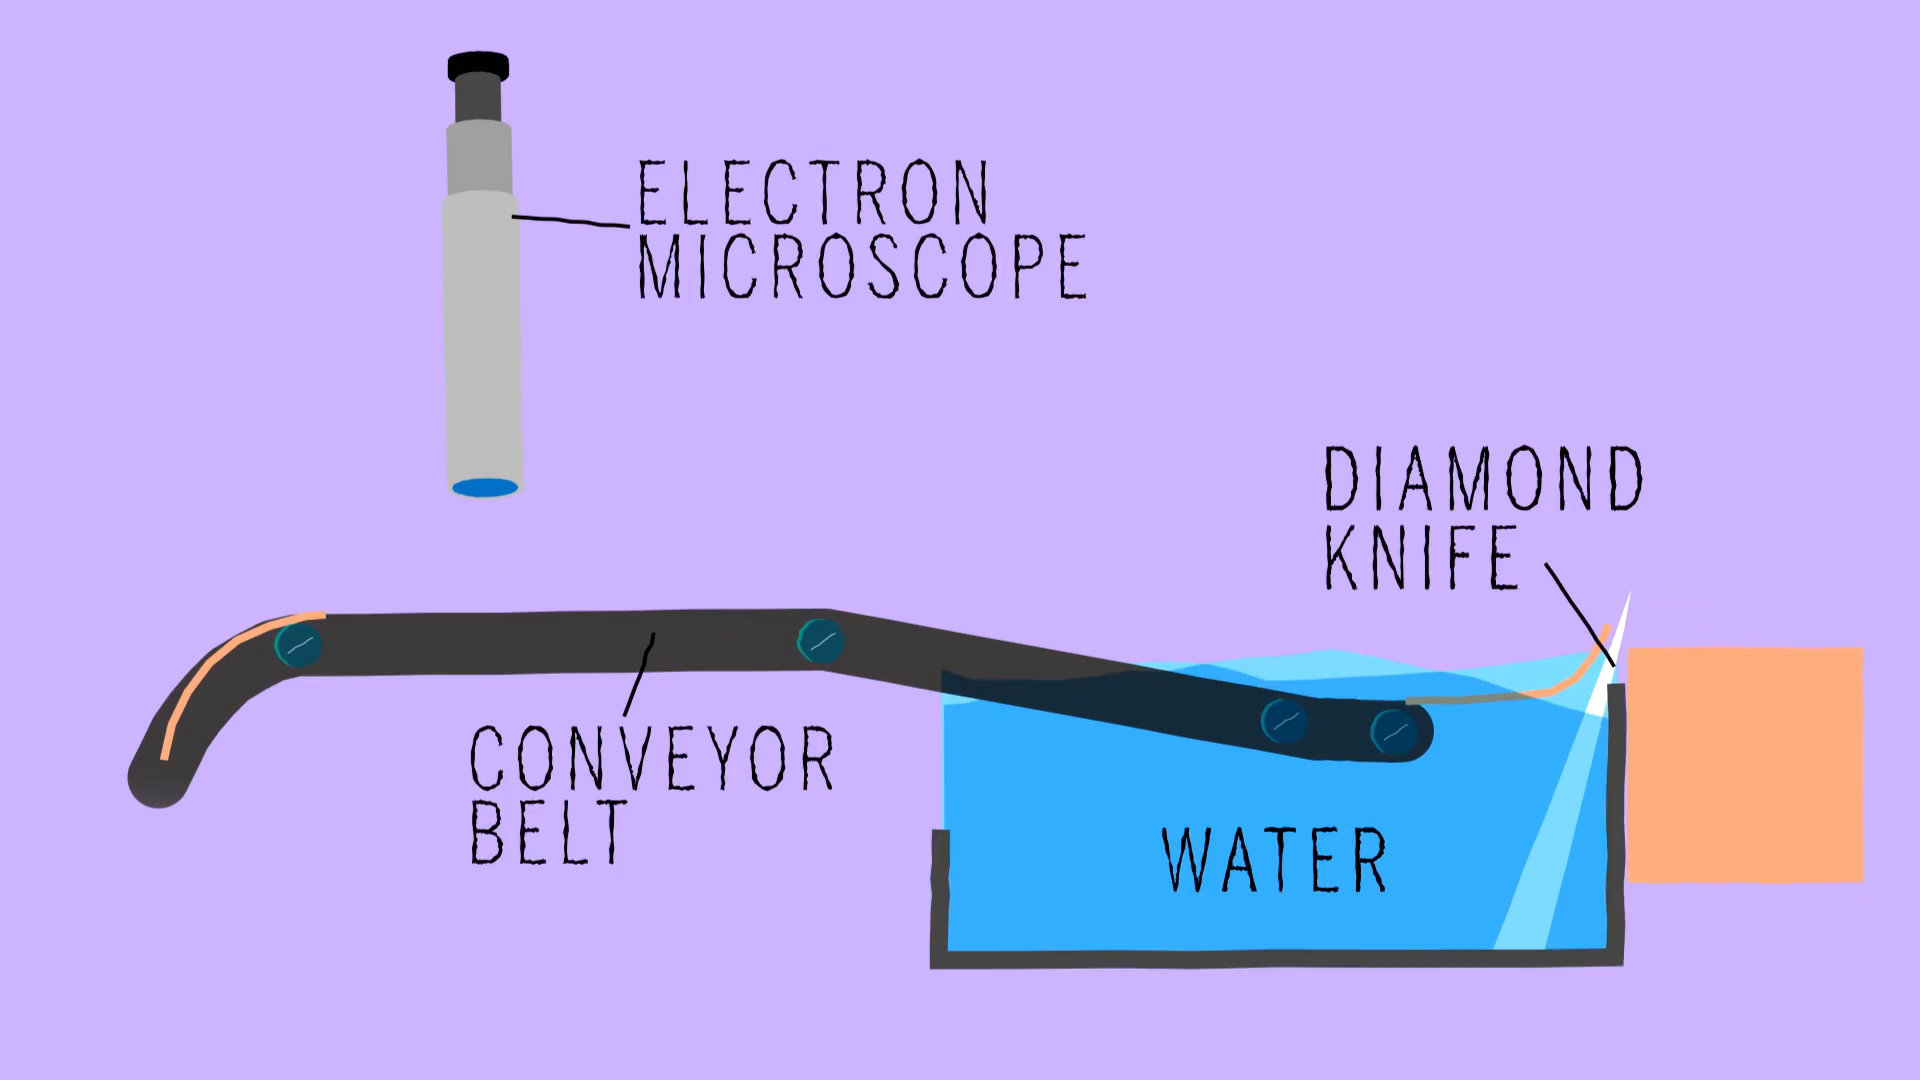 ELECTRON
MICROSCOPE
DIAMOND
KNIFE
CONVEYOR
BELT
WATER